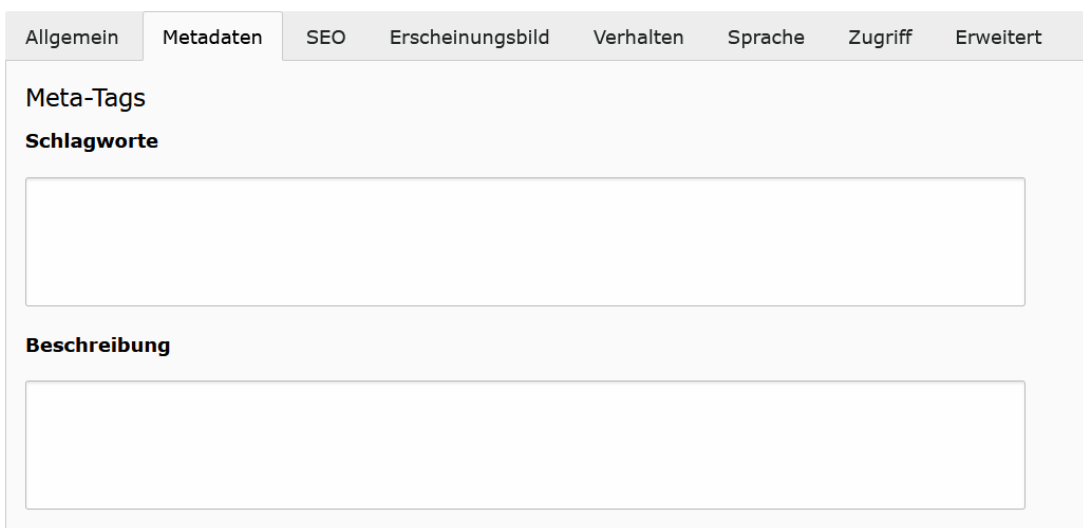 Allgemein Metadaten SEO Erscheinungsbild Verhalten Sprache Zugriff Erweitert
Meta-Tags
Schlagworte
Beschreibung